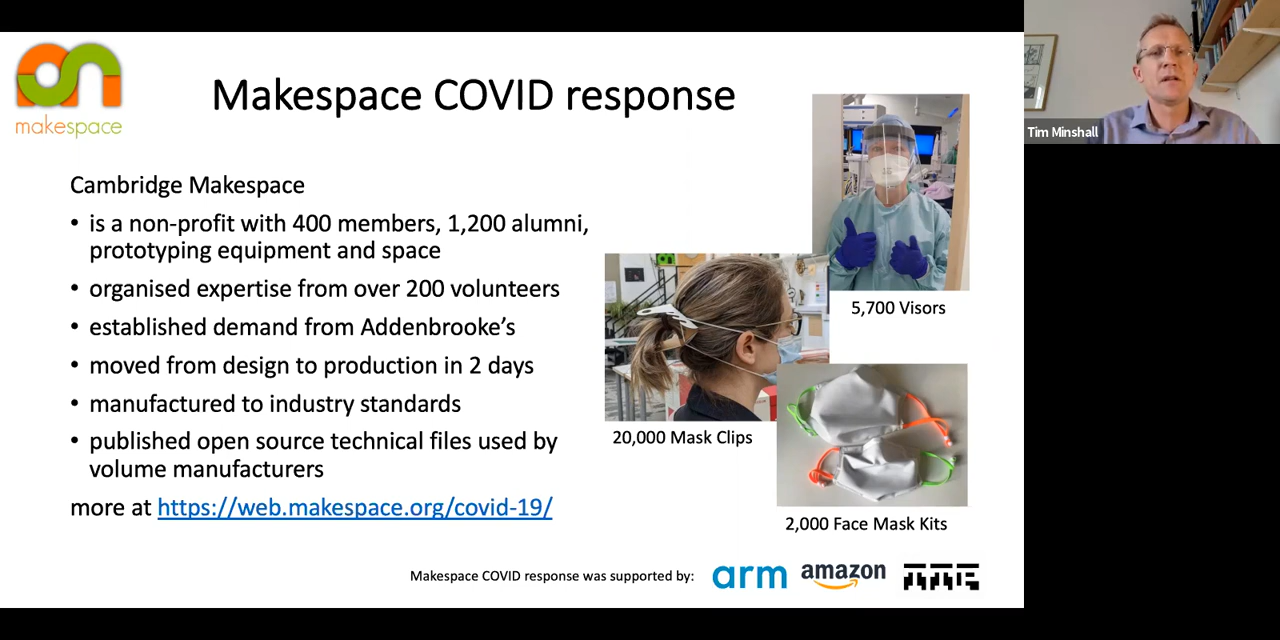 makespace
Makespace COVID response
Tim Minshall
Cambridge Makespace
• is a non-profit with 400 members, 1,200 alumni,
prototyping equipment and space
• organised expertise from over 200 volunteers
• established demand from Addenbrooke's
• moved from design to production in 2 days
• manufactured to industry standards
• published open source technical files used by
volume manufacturers
more at https://web.makespace.org/covid-19/
5,700 Visors
20,000 Mask Clips
2,000 Face Mask Kits
Makespace COVID response was supported by:
arm
amazon